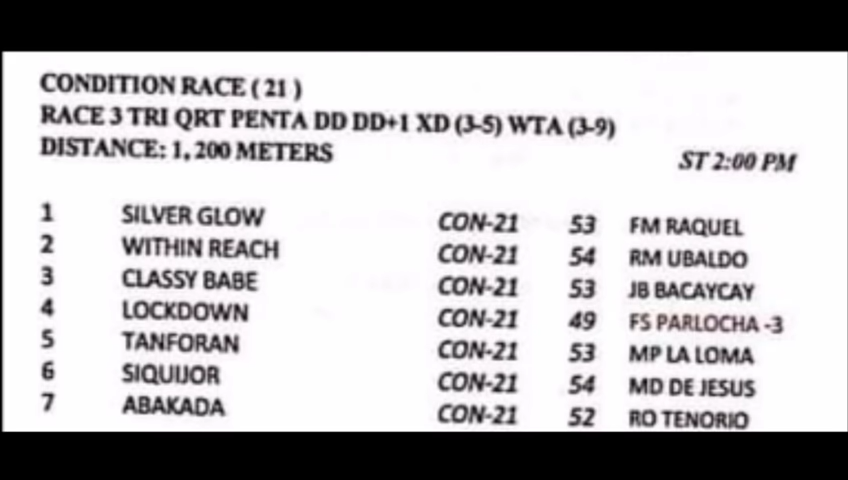 CONDITION RACE ( 21 )
RACE 3 TRI QRT PENTA DD DD+1 XD (3-5) WTA (3-9)
DISTANCE: 1, 200 METERS ST 2:00 PM
1 SILVER GLOW CON-21 53 FM RAQUEL
2 WITHIN REACH CON-21 54 RM UBALDO
3 CLASSY BABE CON-21 53 JB BACAYCAY
4 LOCKDOWN CON-21 49 FS PARLOCHA -3
5 TANFORAN CON-21 53 MP LA LOMA
6 SIQUIJOR CON-21 54 MD DE JESUS
7 ABAKADA CON-21 52 RO TENORIO